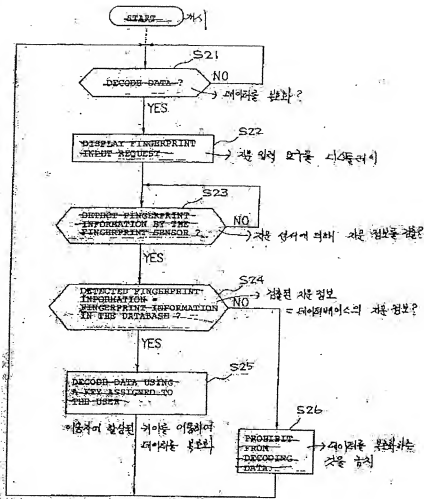 START 개시
S21
DECODE DATA ?
NO
데이터를 복호화?
YES
S22
DISPLAY FINGERPRINT
INPUT REQUEST
지문 입력 요구를 디스플레이
S23
DETECT FINGERPRINT
INFORMATION BY THE
FINGERPRINT SENSOR ?
NO
지문 센서에 의해 지문 정보를 검출?
YES
S24
DETECTED FINGERPRINT
INFORMATION =
FINGERPRINT INFORMATION
IN THE DATABASE ?
NO
검출된 지문 정보
= 데이터베이스의 지문 정보?
YES
S25
DECODE DATA USING
A KEY ASSIGNED TO
THE USER
할당된 키를 이용하여
데이터를 복호화
S26
PROHIBIT
FROM
DECODING
DATA
데이터를 복호화하는
것을 금지